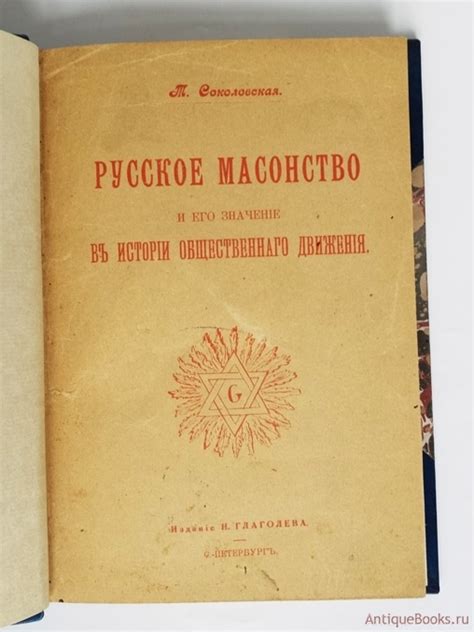 Т. Соколовская.
РУССКОЕ МАСОНСТВО
И ЕГО ЗНАЧЕНІЕ
ВЪ ИСТОРІИ ОБЩЕСТВЕННАГО ДВИЖЕНІЯ.
G
Изданіе Н. ГЛАГОЛЕВА.
С.-ПЕТЕРБУРГЪ.
AntiqueBooks.ru